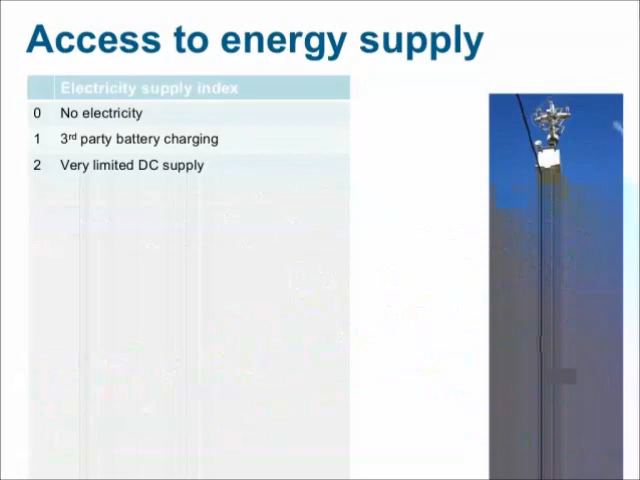 Access to energy supply
Electricity supply index
0 No electricity
1 3rd party battery charging
2 Very limited DC supply